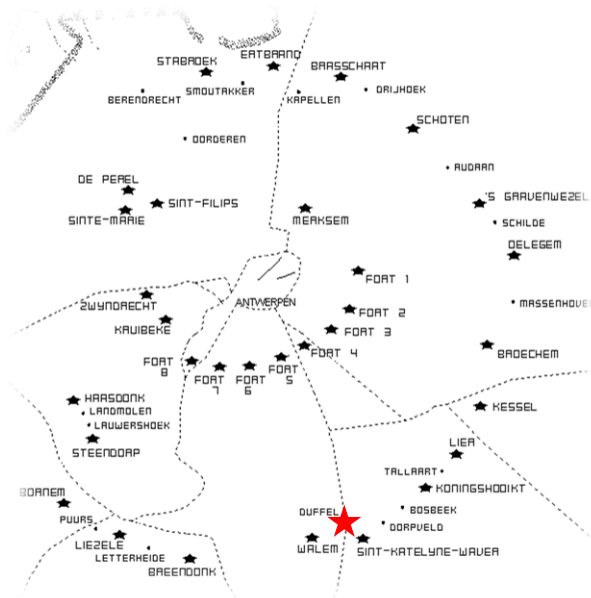 STABROEK
ERTBRAND
BRASSCHAAT
SMOUTAKKER
DRIJHOEK
BERENDRECHT
KAPELLEN
SCHOTEN
OORDEREN
AUDAAN
DE PEREL
'S GRAVENWEZEL
SINT-FILIPS
SINTE-MARIE
MERKSEM
SCHILDE
OELEGEM
FORT 1
ANTWERPEN
MASSENHOVE
ZWYNDRECHT
FORT 2
KRUIBEKE
FORT 3
FORT 4
BROECHEM
FORT
8
FORT
7
FORT
6
FORT
5
HAASDONK
LANDMOLEN
KESSEL
LAUWERSHOEK
STEENDORP
LIER
TALLAART
BORNEM
KONINGSHOOIKT
PUURS
DUFFEL
BOSBEEK
DORPVELD
LIEZELE
WALEM
SINT-KATELYNE-WAVER
LETTERHEIDE
BREENDONK